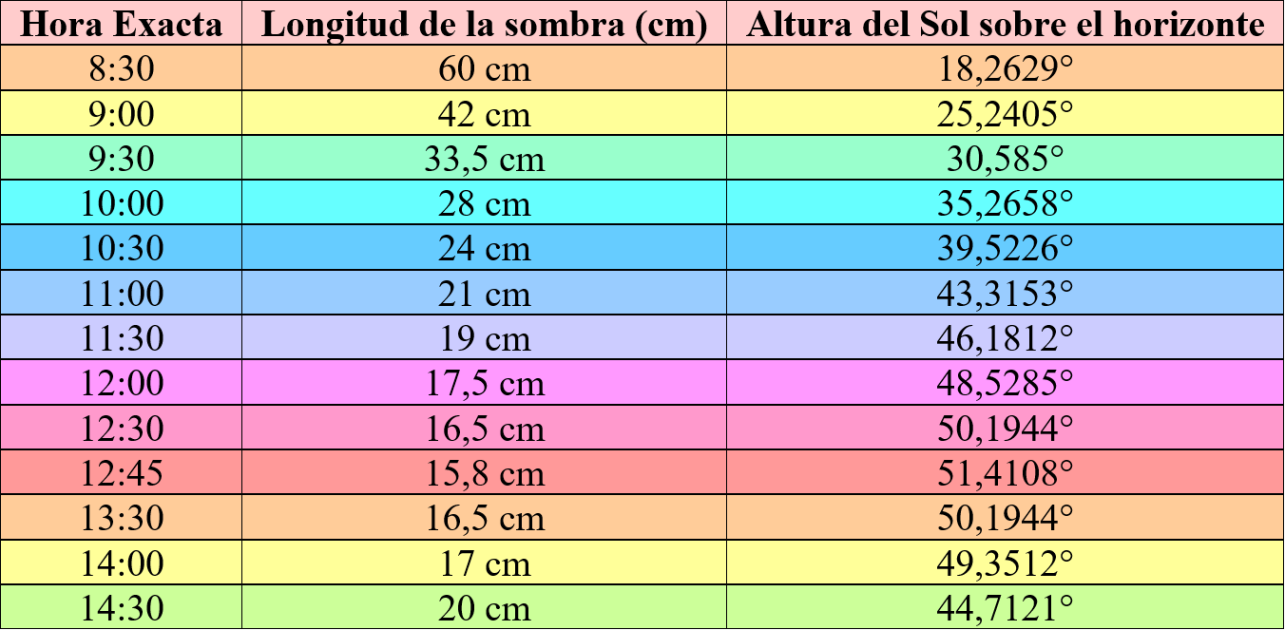 Hora Exacta Longitud de la sombra (cm) Altura del Sol sobre el horizonte
8:30 60 cm 18,2629°
9:00 42 cm 25,2405°
9:30 33,5 cm 30,585°
10:00 28 cm 35,2658°
10:30 24 cm 39,5226°
11:00 21 cm 43,3153°
11:30 19 cm 46,1812°
12:00 17,5 cm 48,5285°
12:30 16,5 cm 50,1944°
12:45 15,8 cm 51,4108°
13:30 16,5 cm 50,1944°
14:00 17 cm 49,3512°
14:30 20 cm 44,7121°